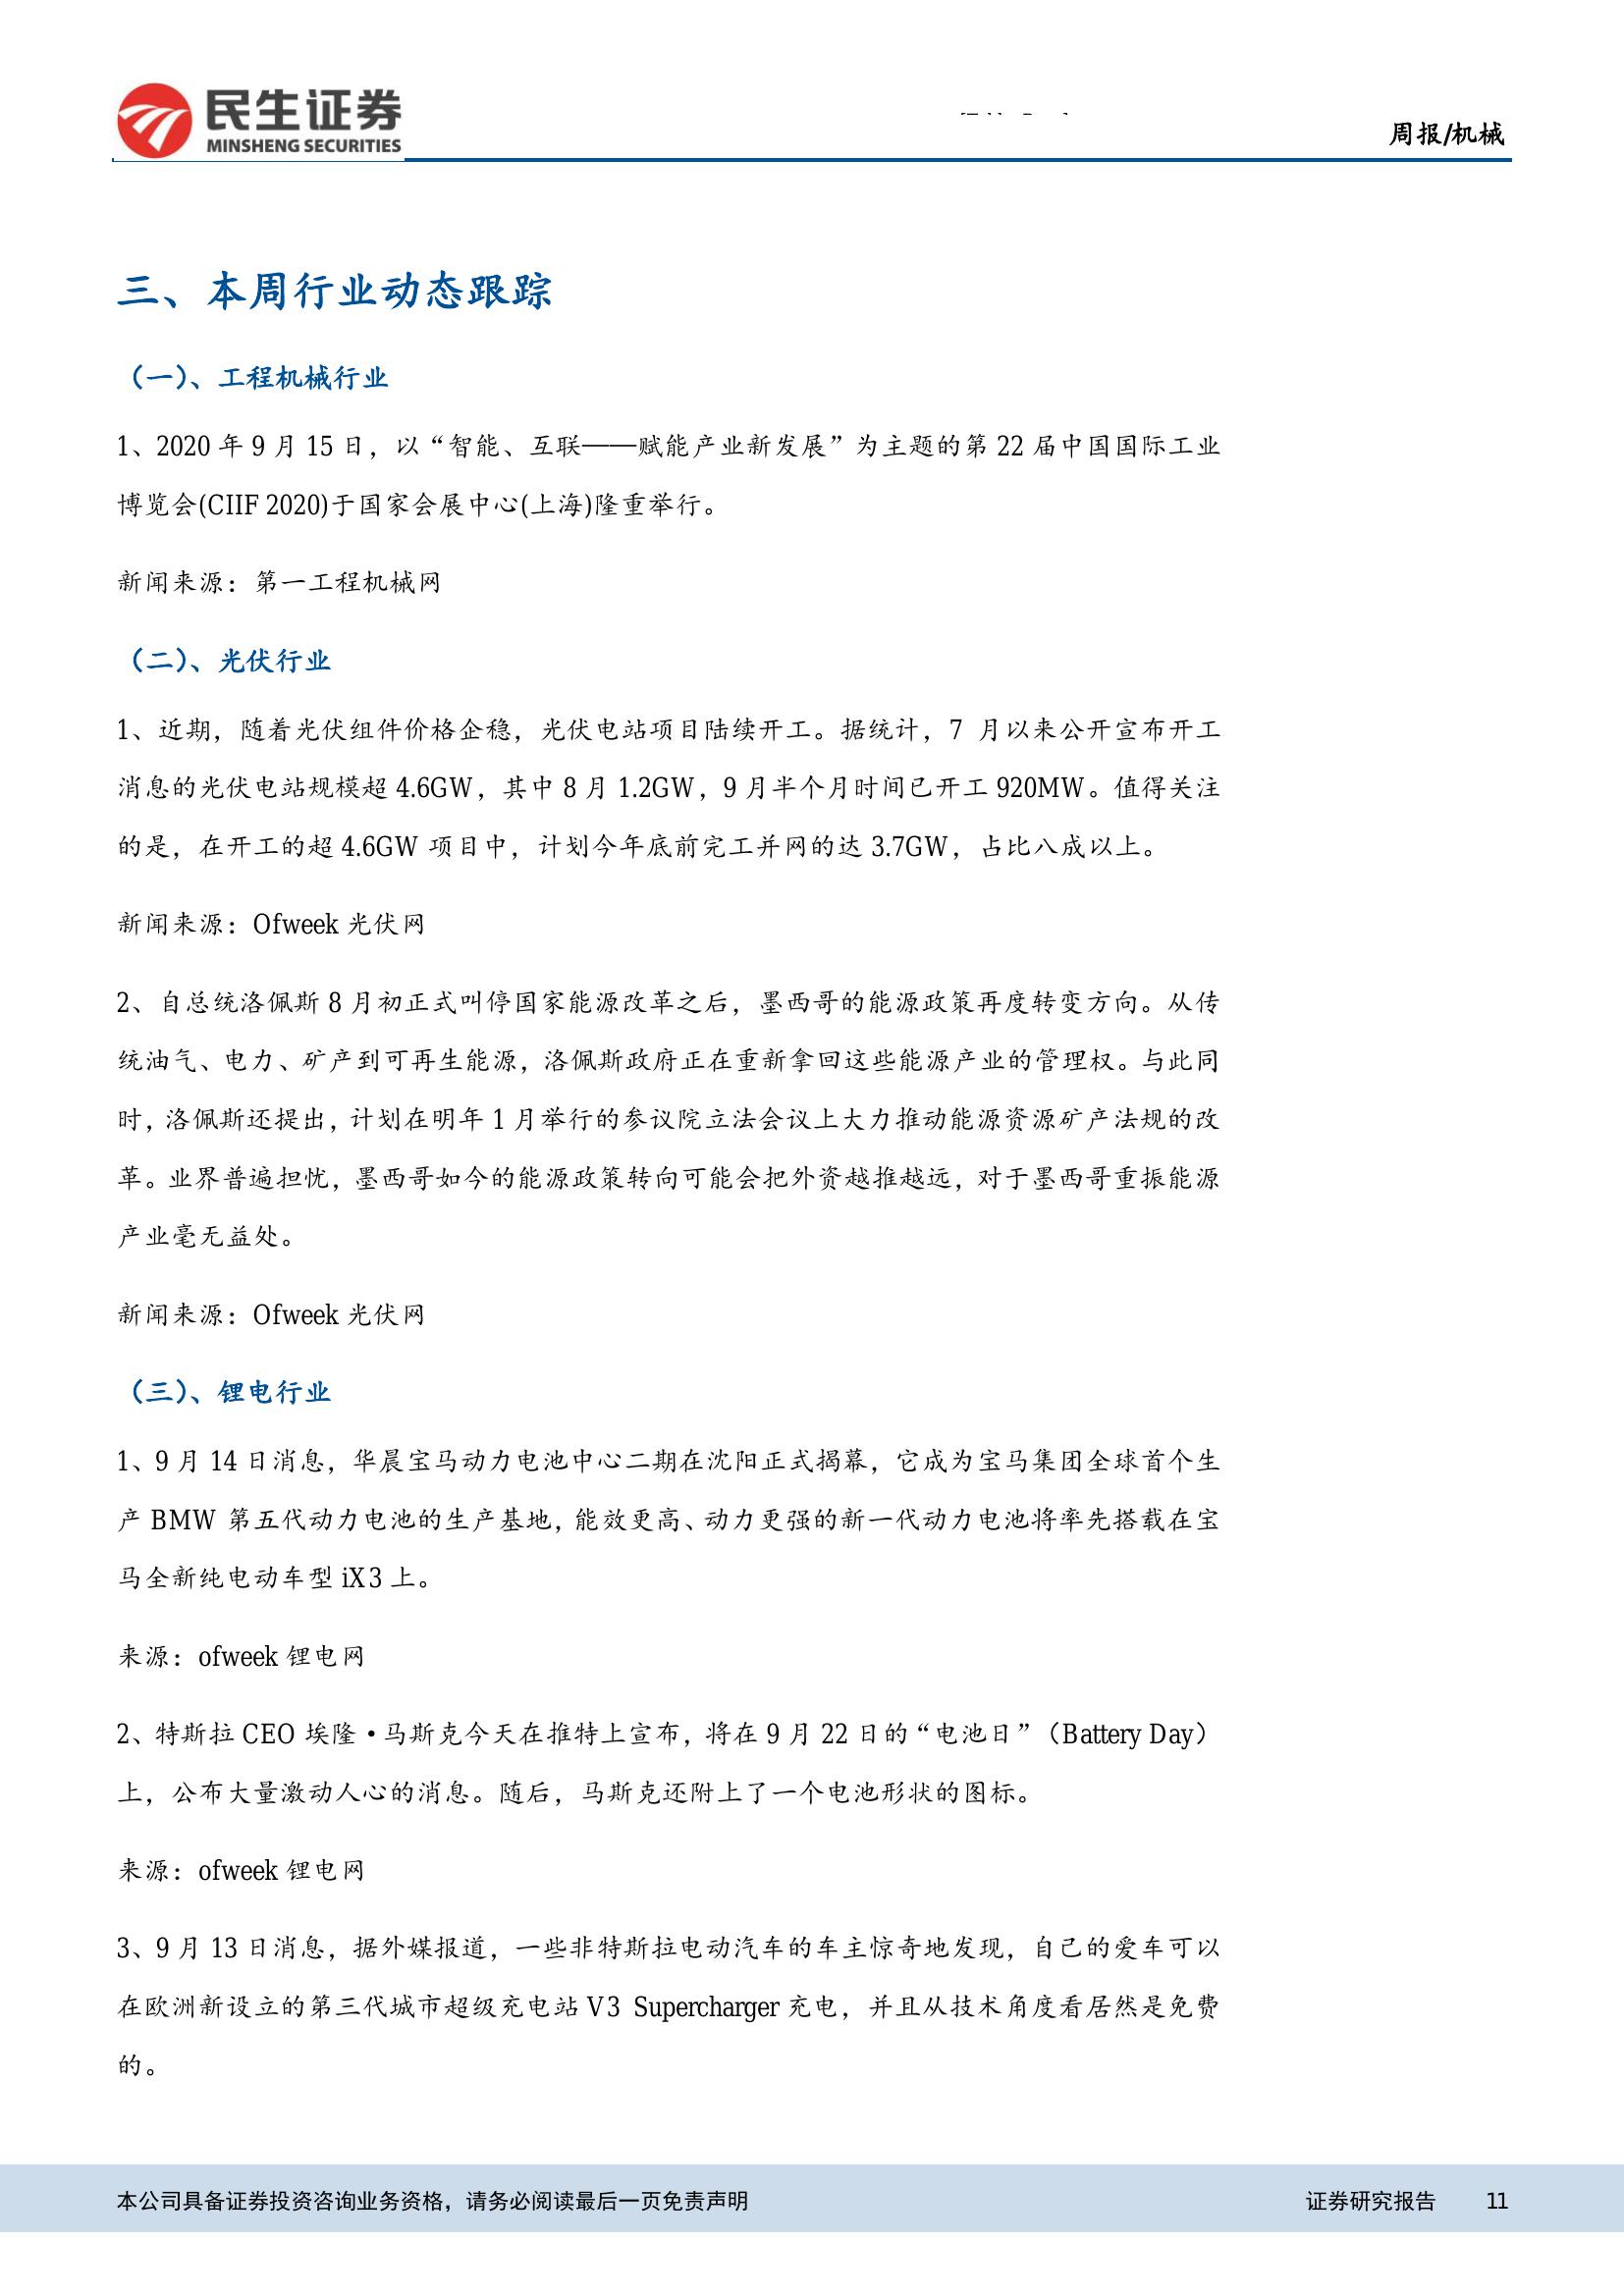 民生证券
MINSHENG SECURITIES
周报/机械
三、本周行业动态跟踪
（一）、工程机械行业
1、2020 年 9 月 15 日，以“智能、互联——赋能产业新发展”为主题的第 22 届中国国际工业
博览会(CIIF 2020)于国家会展中心(上海)隆重举行。
新闻来源：第一工程机械网
（二）、光伏行业
1、近期，随着光伏组件价格企稳，光伏电站项目陆续开工。据统计，7 月以来公开宣布开工
消息的光伏电站规模超 4.6GW，其中 8 月 1.2GW，9 月半个月时间已开工 920MW。值得关注
的是，在开工的超 4.6GW 项目中，计划今年底前完工并网的达 3.7GW，占比八成以上。
新闻来源：Ofweek 光伏网
2、自总统洛佩斯 8 月初正式叫停国家能源改革之后，墨西哥的能源政策再度转变方向。从传
统油气、电力、矿产到可再生能源，洛佩斯政府正在重新拿回这些能源产业的管理权。与此同
时，洛佩斯还提出，计划在明年 1 月举行的参议院立法会议上大力推动能源资源矿产法规的改
革。业界普遍担忧，墨西哥如今的能源政策转向可能会把外资越推越远，对于墨西哥重振能源
产业毫无益处。
新闻来源：Ofweek 光伏网
（三）、锂电行业
1、9 月 14 日消息，华晨宝马动力电池中心二期在沈阳正式揭幕，它成为宝马集团全球首个生
产 BMW 第五代动力电池的生产基地，能效更高、动力更强的新一代动力电池将率先搭载在宝
马全新纯电动车型 iX3 上。
来源：ofweek 锂电网
2、特斯拉 CEO 埃隆·马斯克今天在推特上宣布，将在 9 月 22 日的“电池日”（Battery Day）
上，公布大量激动人心的消息。随后，马斯克还附上了一个电池形状的图标。
来源：ofweek 锂电网
3、9 月 13 日消息，据外媒报道，一些非特斯拉电动汽车的车主惊奇地发现，自己的爱车可以
在欧洲新设立的第三代城市超级充电站 V3 Supercharger 充电，并且从技术角度看居然是免费
的。
本公司具备证券投资咨询业务资格，请务必阅读最后一页免责声明
证券研究报告 11